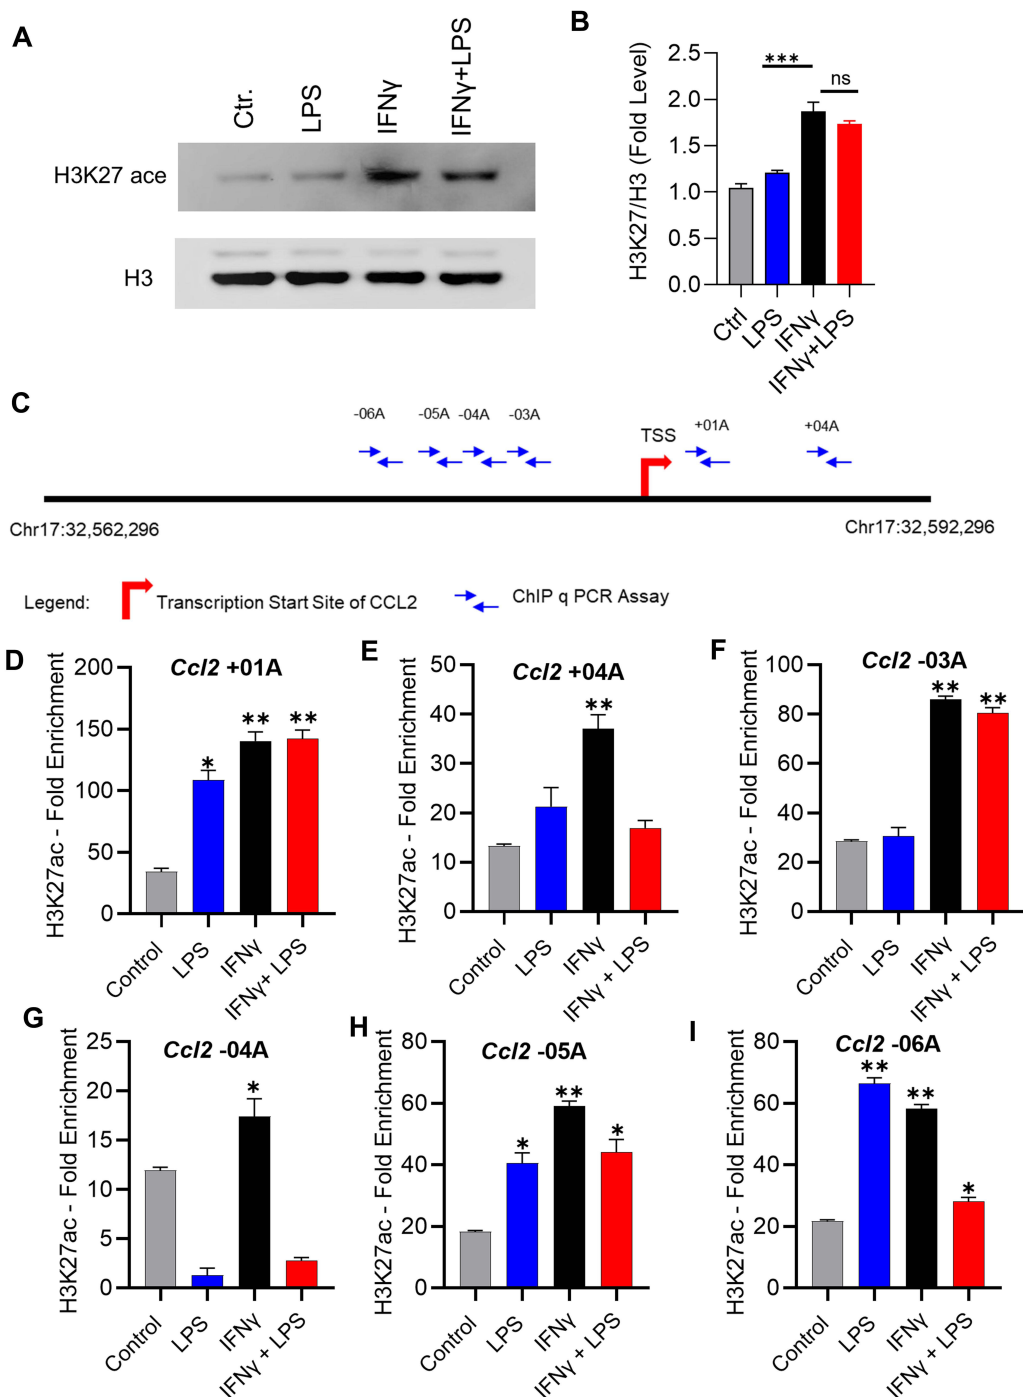 A
Ctr.
LPS
IFNγ
IFNγ+LPS
H3K27 ace
H3
B
H3K27/H3 (Fold Level)
2.5
2.0
1.5
1.0
0.5
0.0
***
ns
Ctrl
LPS
IFNγ
IFNγ+LPS
C
-06A
-05A
-04A
-03A
TSS
+01A
+04A
Chr17:32,562,296
Chr17:32,592,296
Legend:
Transcription Start Site of CCL2
ChIP q PCR Assay
D
Ccl2 +01A
H3K27ac - Fold Enrichment
200
150
100
50
0
*
**
**
Control
LPS
IFNγ
IFNγ+ LPS
E
Ccl2 +04A
H3K27ac - Fold Enrichment
50
40
30
20
10
0
**
Control
LPS
IFNγ
IFNγ + LPS
F
Ccl2 -03A
H3K27ac - Fold Enrichment
100
80
60
40
20
0
**
**
Control
LPS
IFNγ
IFNγ + LPS
G
Ccl2 -04A
H3K27ac - Fold Enrichment
25
20
15
10
5
0
*
Control
LPS
IFNγ
IFNγ + LPS
H
Ccl2 -05A
H3K27ac - Fold Enrichment
80
60
40
20
0
*
**
*
Control
LPS
IFNγ
IFNγ + LPS
I
Ccl2 -06A
H3K27ac - Fold Enrichment
80
60
40
20
0
**
**
*
Control
LPS
IFNγ
IFNγ + LPS